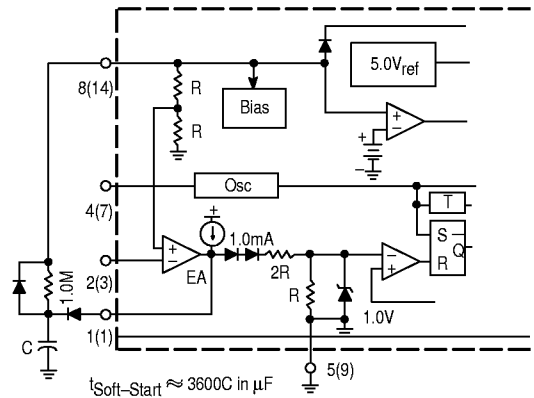 8(14)
R
Bias
5.0Vref
+
−
R
+
−
4(7)
Osc
T
+
1.0mA
S
Q
R
2(3)
+
−
EA
2R
R
+
−
1.0V
1.0M
1(1)
C
5(9)
tSoft–Start ≈ 3600C in µF